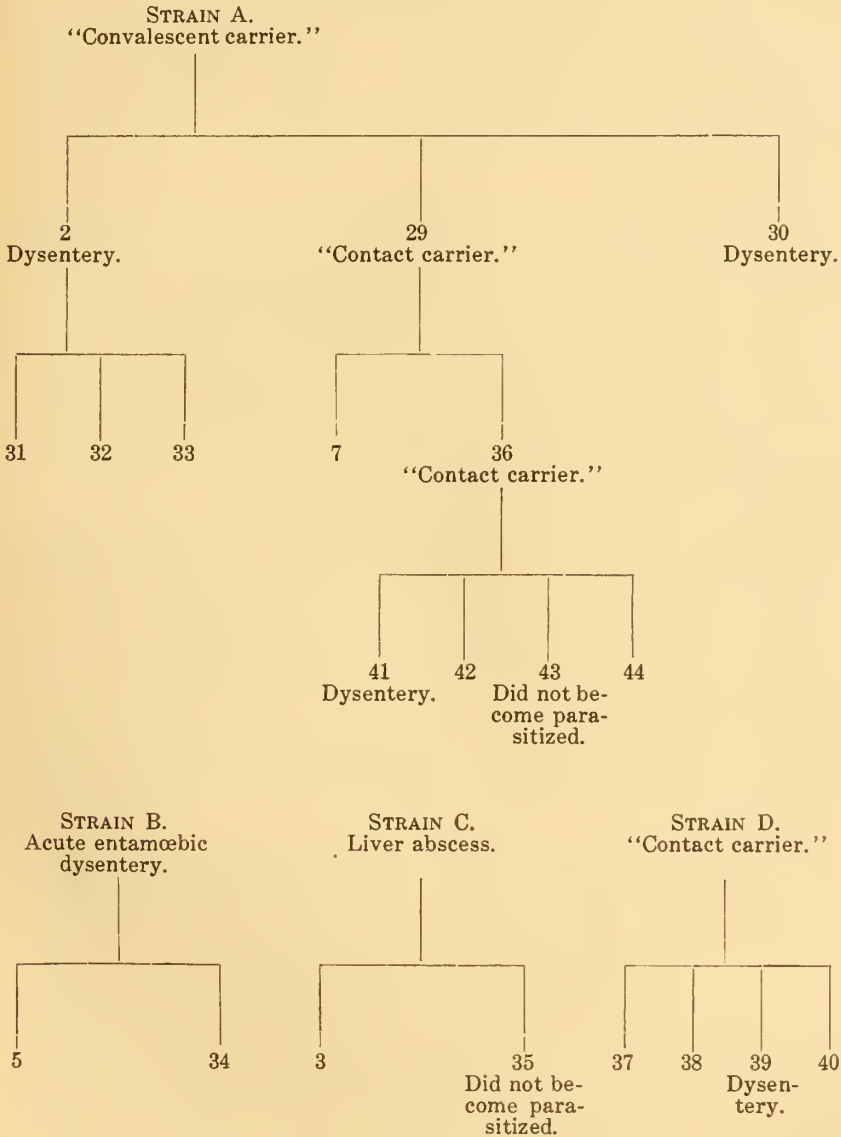 STRAIN A.
"Convalescent carrier."
2
Dysentery.
29
"Contact carrier."
30
Dysentery.
31 32 33
7
36
"Contact carrier."
41
Dysentery.
42
43
Did not be-
come para-
sitized.
44
STRAIN B.
Acute entamœbic
dysentery.
STRAIN C.
Liver abscess.
STRAIN D.
"Contact carrier."
5
34
3
35
Did not be-
come para-
sitized.
37
38
39
Dysen-
tery.
40